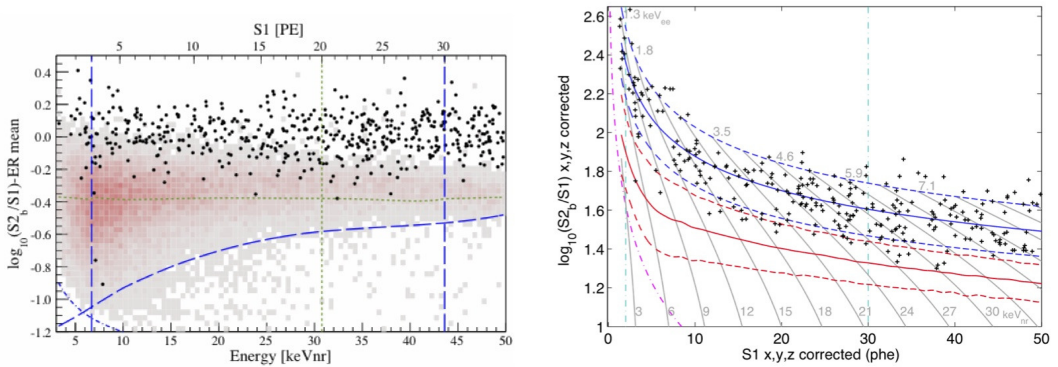 S1 [PE]
5 10 15 20 25 30
0.4
0.2
0.0
-0.2
-0.4
-0.6
-0.8
-1.0
-1.2
log10(S2b/S1)-ER mean
5 10 15 20 25 30 35 40 45 50
Energy [keVnr]
2.6
2.4
2.2
2
1.8
1.6
1.4
1.2
1
log10(S2b/S1) x,y,z corrected
1.3 keVee
1.8
3.5
4.6
5.9
7.1
3 6 9 12 15 18 21 24 27 30 keVnr
0 10 20 30 40 50
S1 x,y,z corrected (phe)